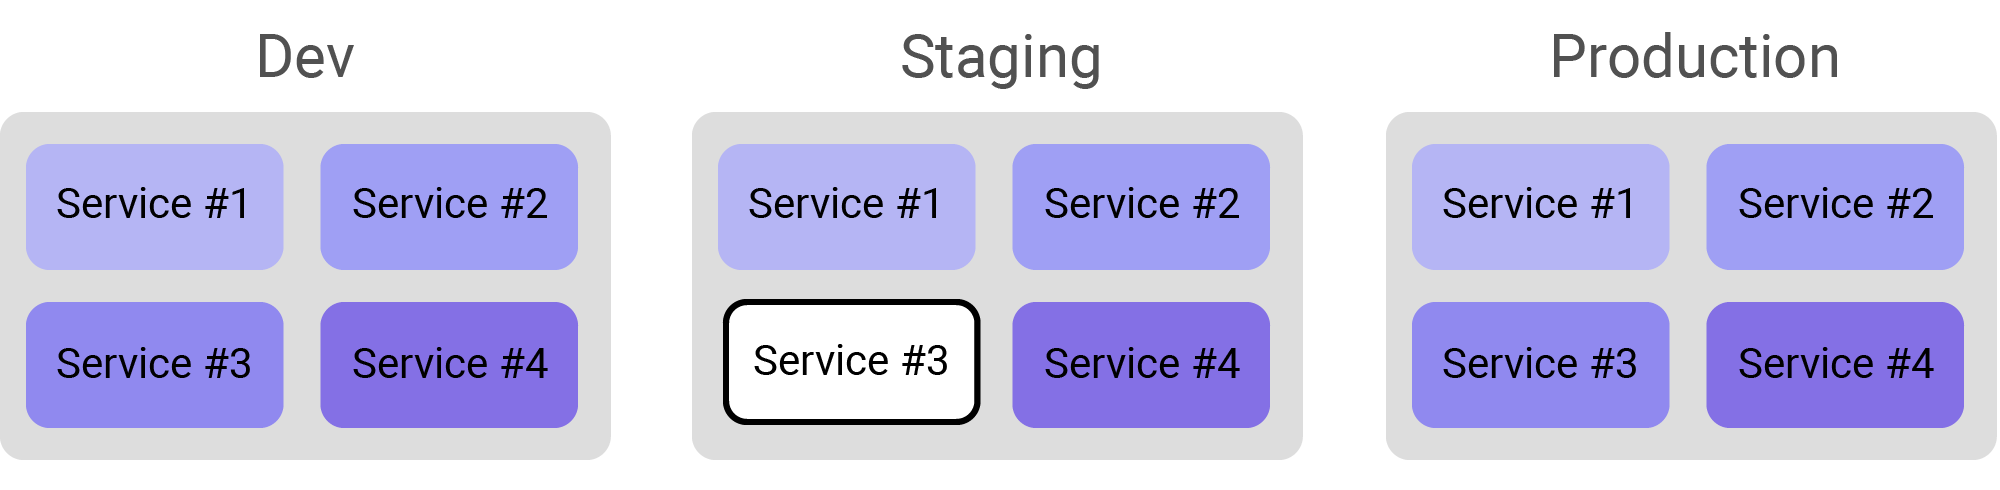 Dev
Service #1
Service #2
Service #3
Service #4
Staging
Service #1
Service #2
Service #3
Service #4
Production
Service #1
Service #2
Service #3
Service #4